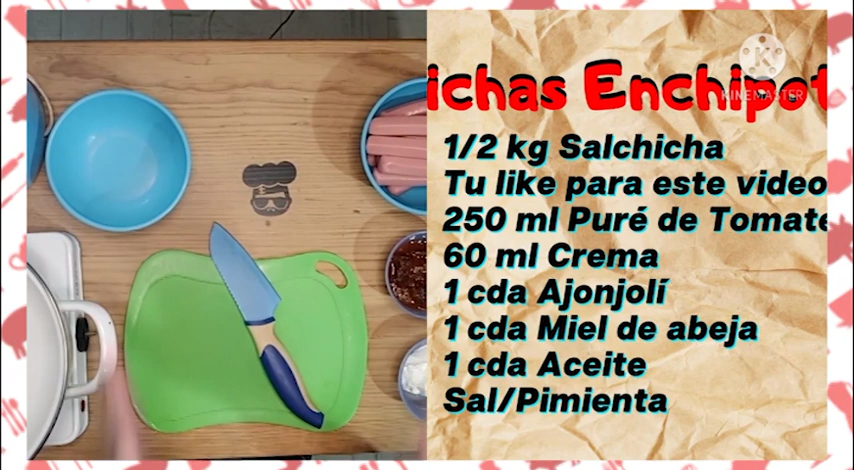 ichas Enchipot
KINEMASTER
1/2 kg Salchicha
Tu like para este video
250 ml Puré de Tomate
60 ml Crema
1 cda Ajonjolí
1 cda Miel de abeja
1 cda Aceite
Sal/Pimienta